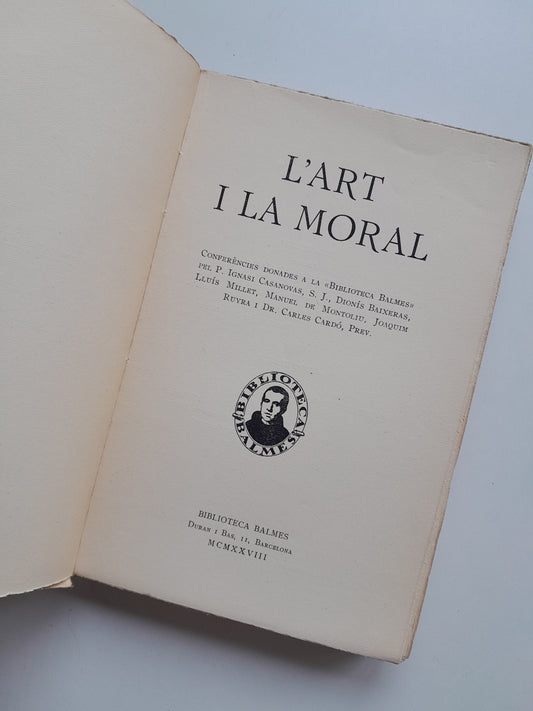 L'ART
I LA MORAL
Conferències donades a la «Biblioteca Balmes»
pel P. Ignasi Casanovas, S. J., Dionís Baixeras,
Lluís Millet, Manuel de Montoliu, Joaquim
Ruyra i Dr. Carles Cardó, Prev.
BIBLIOTECA
BALMES
BIBLIOTECA BALMES
Duran i Bas, 11, Barcelona
MCMXXVIII